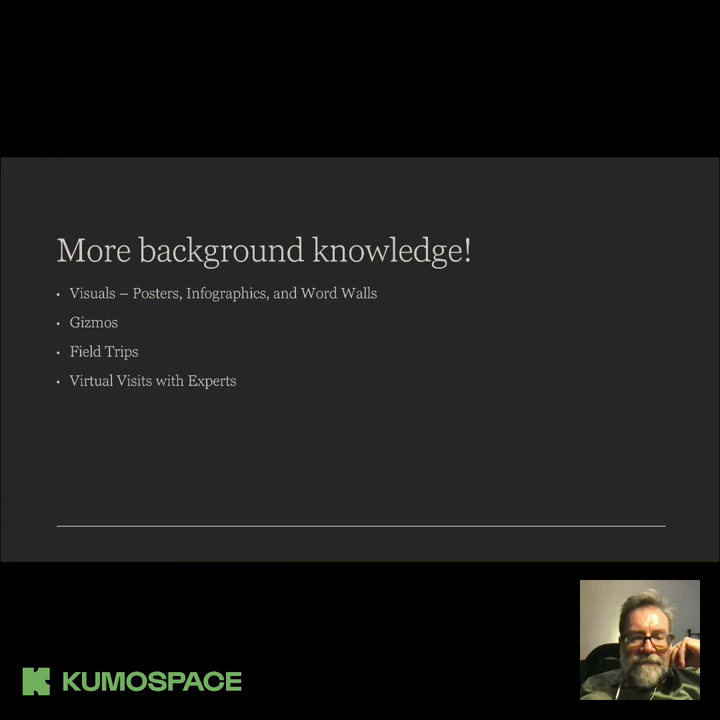 More background knowledge!
• Visuals – Posters, Infographics, and Word Walls
• Gizmos
• Field Trips
• Virtual Visits with Experts
KUMOSPACE